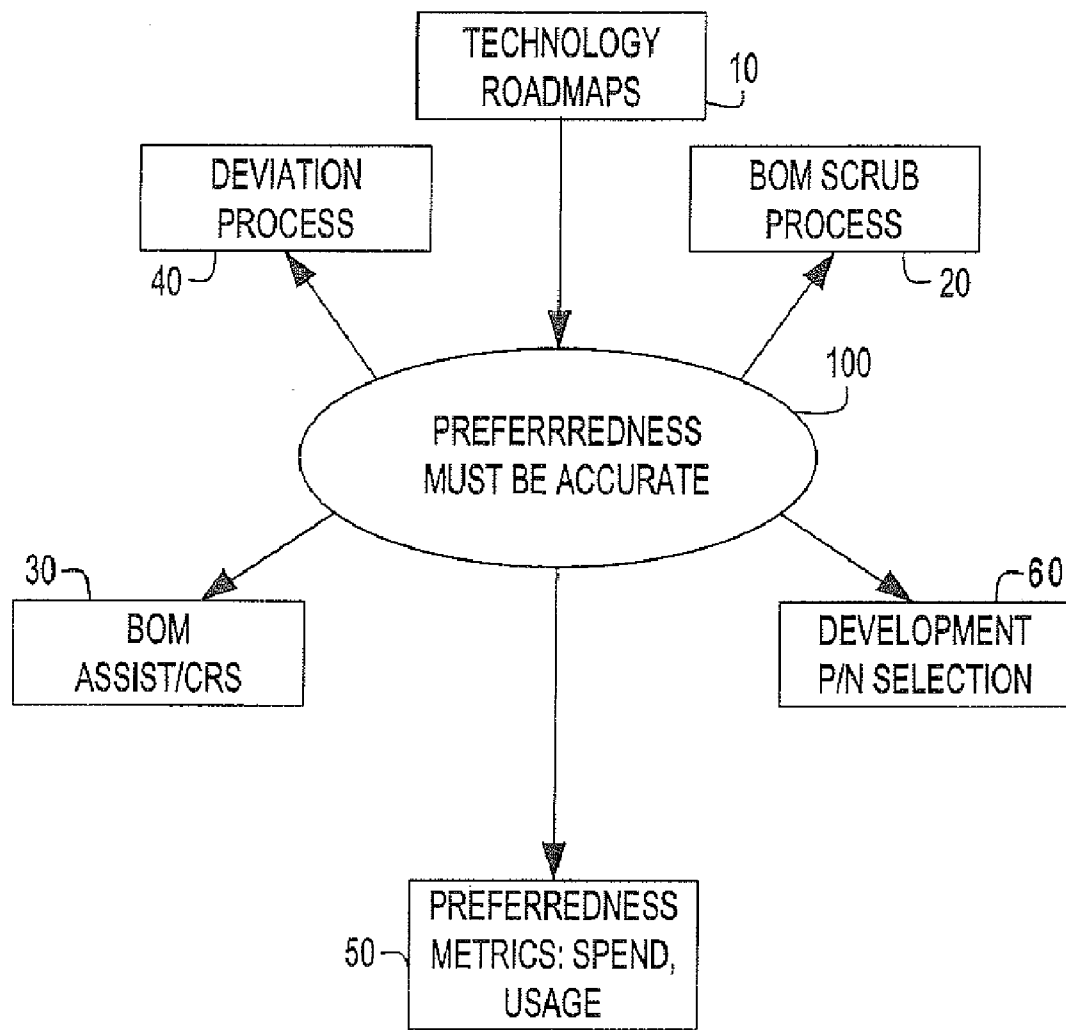 TECHNOLOGY
ROADMAPS
10
DEVIATION
PROCESS
40
BOM SCRUB
PROCESS
20
100
PREFERRREDNESS
MUST BE ACCURATE
30
BOM
ASSIST/CRS
60
DEVELOPMENT
P/N SELECTION
50
PREFERREDNESS
METRICS: SPEND,
USAGE